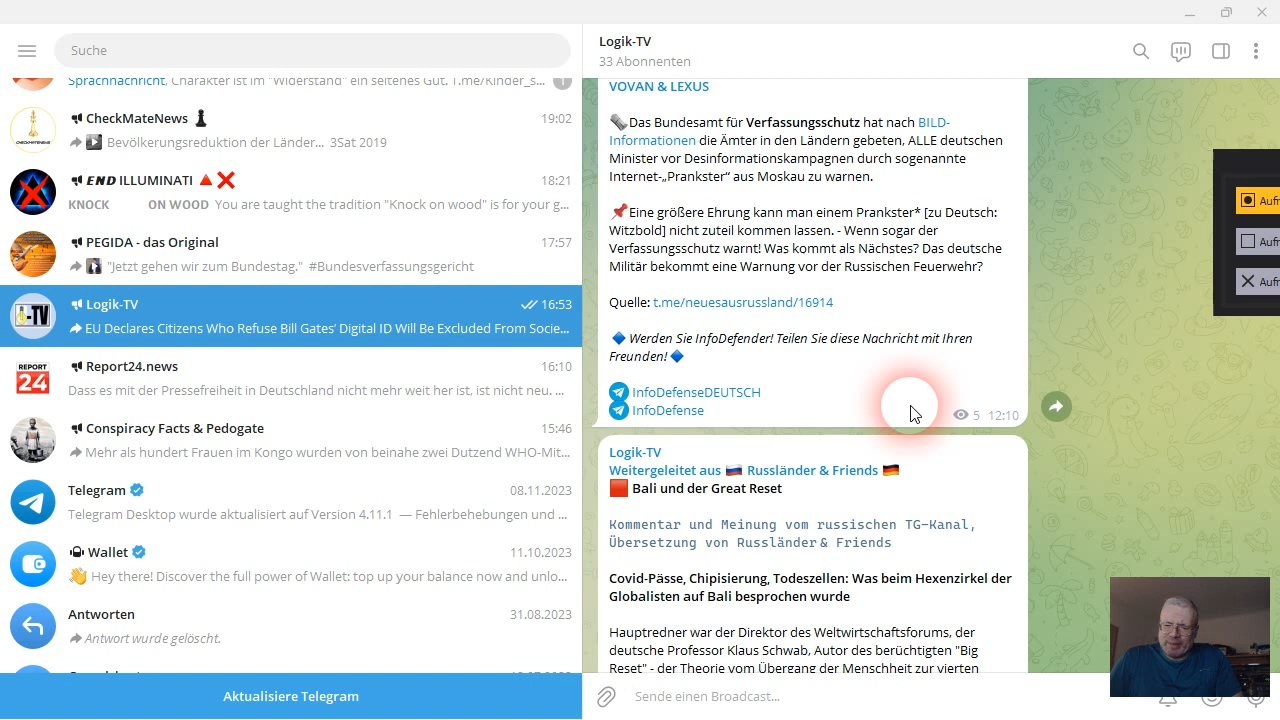 Suche
Sprachnachricht, Charakter ist im "Widerstand" ein seltenes Gut. T.me/Kinder_s...
1
CheckMateNews
19:02
Bevölkerungsreduktion der Länder... 3Sat 2019
END ILLUMINATI
18:21
KNOCK ON WOOD You are taught the tradition "Knock on wood" is for your g...
PEGIDA - das Original
17:57
"Jetzt gehen wir zum Bundestag." #Bundesverfassungsgericht
-TV
Logik-TV
16:53
EU Declares Citizens Who Refuse Bill Gates' Digital ID Will Be Excluded From Socie...
REPORT
24
Report24.news
16:10
Dass es mit der Pressefreiheit in Deutschland nicht mehr weit her ist, ist nicht neu. ...
Conspiracy Facts & Pedogate
15:46
Mehr als hundert Frauen im Kongo wurden von beinahe zwei Dutzend WHO-Mit...
Telegram
08.11.2023
Telegram Desktop wurde aktualisiert auf Version 4.11.1 — Fehlerbehebungen und ...
Wallet
11.10.2023
Hey there! Discover the full power of Wallet: top up your balance now and unlo...
Antworten
31.08.2023
Antwort wurde gelöscht.
Aktualisiere Telegram
Logik-TV
33 Abonnenten
VOVAN & LEXUS
Das Bundesamt für Verfassungsschutz hat nach BILD-
Informationen die Ämter in den Ländern gebeten, ALLE deutschen
Minister vor Desinformationskampagnen durch sogenannte
Internet-„Prankster“ aus Moskau zu warnen.
Eine größere Ehrung kann man einem Prankster* [zu Deutsch:
Witzbold] nicht zuteilkommen lassen. - Wenn sogar der
Verfassungsschutz warnt! Was kommt als Nächstes? Das deutsche
Militär bekommt eine Warnung vor der Russischen Feuerwehr?
Quelle: t.me/neuesausrussland/16914
Werden Sie InfoDefender! Teilen Sie diese Nachricht mit Ihren
Freunden!
InfoDefenseDEUTSCH
InfoDefense
5 12:10
Logik-TV
Weitergeleitet aus Russländer & Friends
Bali und der Great Reset
Kommentar und Meinung vom russischen TG-Kanal,
Übersetzung von Russländer & Friends
Covid-Pässe, Chipisierung, Todeszellen: Was beim Hexenzirkel der
Globalisten auf Bali besprochen wurde
Hauptredner war der Direktor des Weltwirtschaftsforums, der
deutsche Professor Klaus Schwab, Autor des berüchtigten "Big
Reset" - der Theorie vom Übergang der Menschheit zur vierten
Sende einen Broadcast...